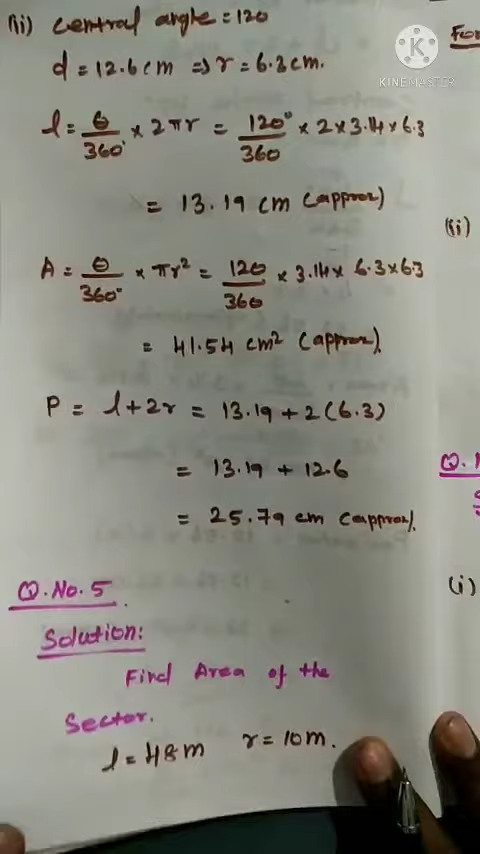 (ii) Central angle = 120
d = 12.6 cm ⇒ r = 6.3 cm.
l = θ/360° × 2πr = 120°/360 × 2 × 3.14 × 6.3
= 13.19 cm (approx)
A = θ/360° × πr² = 120/360 × 3.14 × 6.3 × 6.3
= 41.54 cm² (approx).
P = l + 2r = 13.19 + 2(6.3)
= 13.19 + 12.6
= 25.79 cm (approx).
Q.No.5
Solution:
Find Area of the
Sector.
l = 48 m r = 10 m.
For
(ii)
(i)
K
KINEMASTER